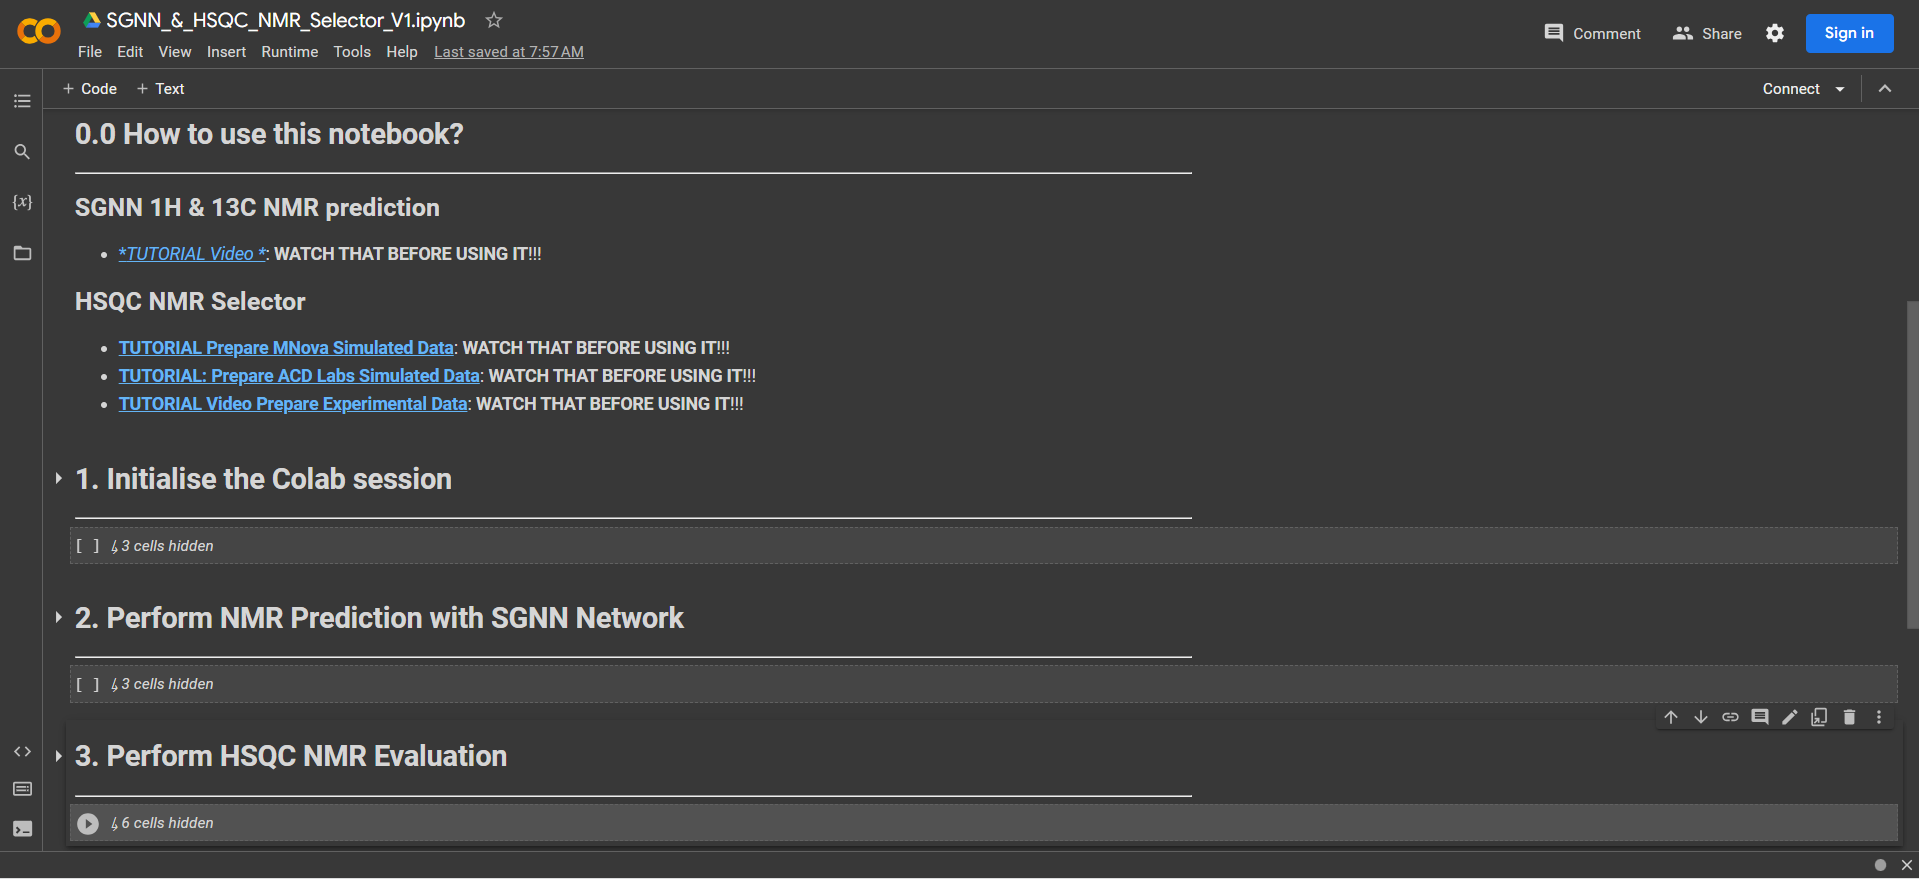 SGNN_&_HSQC_NMR_Selector_V1.ipynb
File Edit View Insert Runtime Tools Help Last saved at 7:57 AM
Comment Share Sign in
+ Code + Text
Connect
0.0 How to use this notebook?
SGNN 1H & 13C NMR prediction
*TUTORIAL Video *: WATCH THAT BEFORE USING IT!!!
HSQC NMR Selector
TUTORIAL Prepare MNova Simulated Data: WATCH THAT BEFORE USING IT!!!
TUTORIAL: Prepare ACD Labs Simulated Data: WATCH THAT BEFORE USING IT!!!
TUTORIAL Video Prepare Experimental Data: WATCH THAT BEFORE USING IT!!!
1. Initialise the Colab session
[ ] ↳ 3 cells hidden
2. Perform NMR Prediction with SGNN Network
[ ] ↳ 3 cells hidden
3. Perform HSQC NMR Evaluation
↳ 6 cells hidden